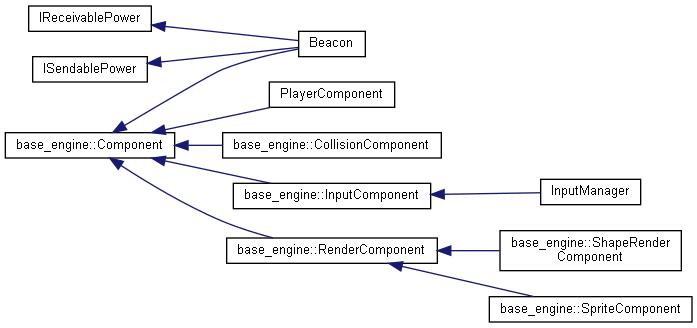 IReceivablePower
Beacon
ISendablePower
PlayerComponent
base_engine::Component
base_engine::CollisionComponent
base_engine::InputComponent
InputManager
base_engine::RenderComponent
base_engine::ShapeRender
Component
base_engine::SpriteComponent